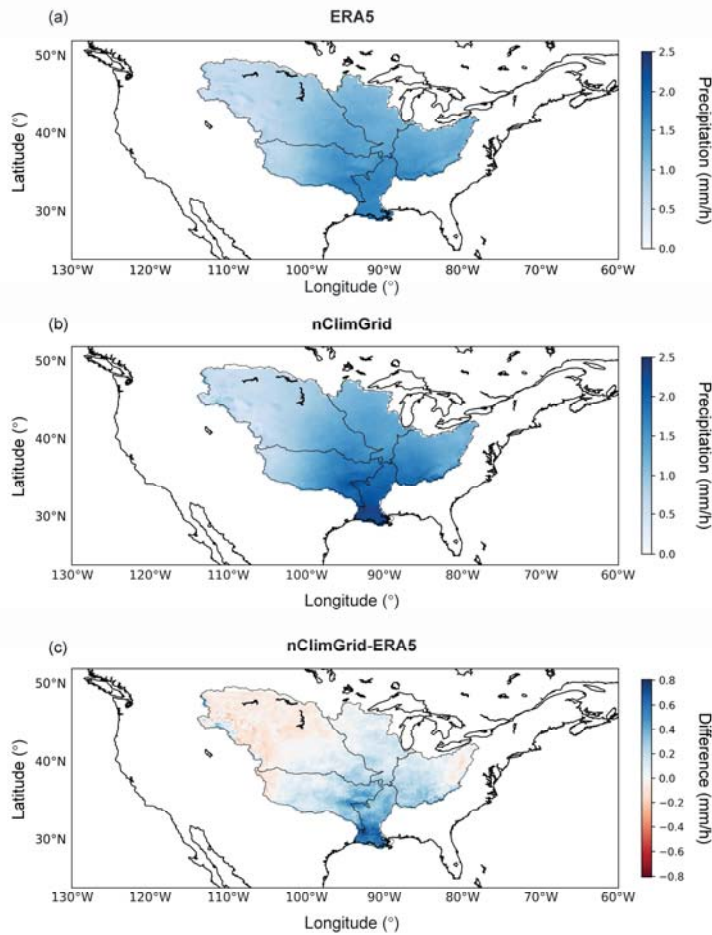 (a)
ERA5
50°N
40°N
30°N
Latitude (°)
130°W 120°W 110°W 100°W 90°W 80°W 70°W 60°W
Longitude (°)
2.5
2.0
1.5
1.0
0.5
0.0
Precipitation (mm/h)
(b)
nClimGrid
50°N
40°N
30°N
Latitude (°)
130°W 120°W 110°W 100°W 90°W 80°W 70°W 60°W
Longitude (°)
2.5
2.0
1.5
1.0
0.5
0.0
Precipitation (mm/h)
(c)
nClimGrid-ERA5
50°N
40°N
30°N
Latitude (°)
130°W 120°W 110°W 100°W 90°W 80°W 70°W 60°W
Longitude (°)
0.8
0.6
0.4
0.2
0.0
−0.2
−0.4
−0.6
−0.8
Difference (mm/h)